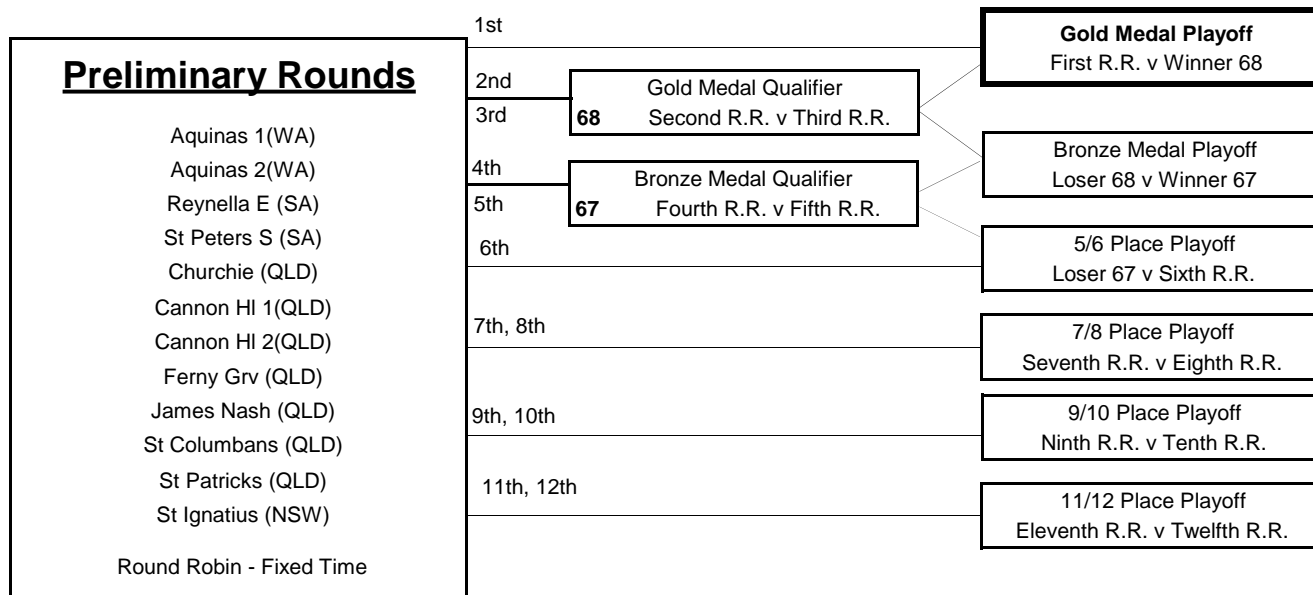 Preliminary Rounds
Aquinas 1(WA)
Aquinas 2(WA)
Reynella E (SA)
St Peters S (SA)
Churchie (QLD)
Cannon Hl 1(QLD)
Cannon Hl 2(QLD)
Ferny Grv (QLD)
James Nash (QLD)
St Columbans (QLD)
St Patricks (QLD)
St Ignatius (NSW)
Round Robin - Fixed Time
1st
2nd
3rd
4th
5th
6th
7th, 8th
9th, 10th
11th, 12th
Gold Medal Qualifier
68 Second R.R. v Third R.R.
Bronze Medal Qualifier
67 Fourth R.R. v Fifth R.R.
Gold Medal Playoff
First R.R. v Winner 68
Bronze Medal Playoff
Loser 68 v Winner 67
5/6 Place Playoff
Loser 67 v Sixth R.R.
7/8 Place Playoff
Seventh R.R. v Eighth R.R.
9/10 Place Playoff
Ninth R.R. v Tenth R.R.
11/12 Place Playoff
Eleventh R.R. v Twelfth R.R.